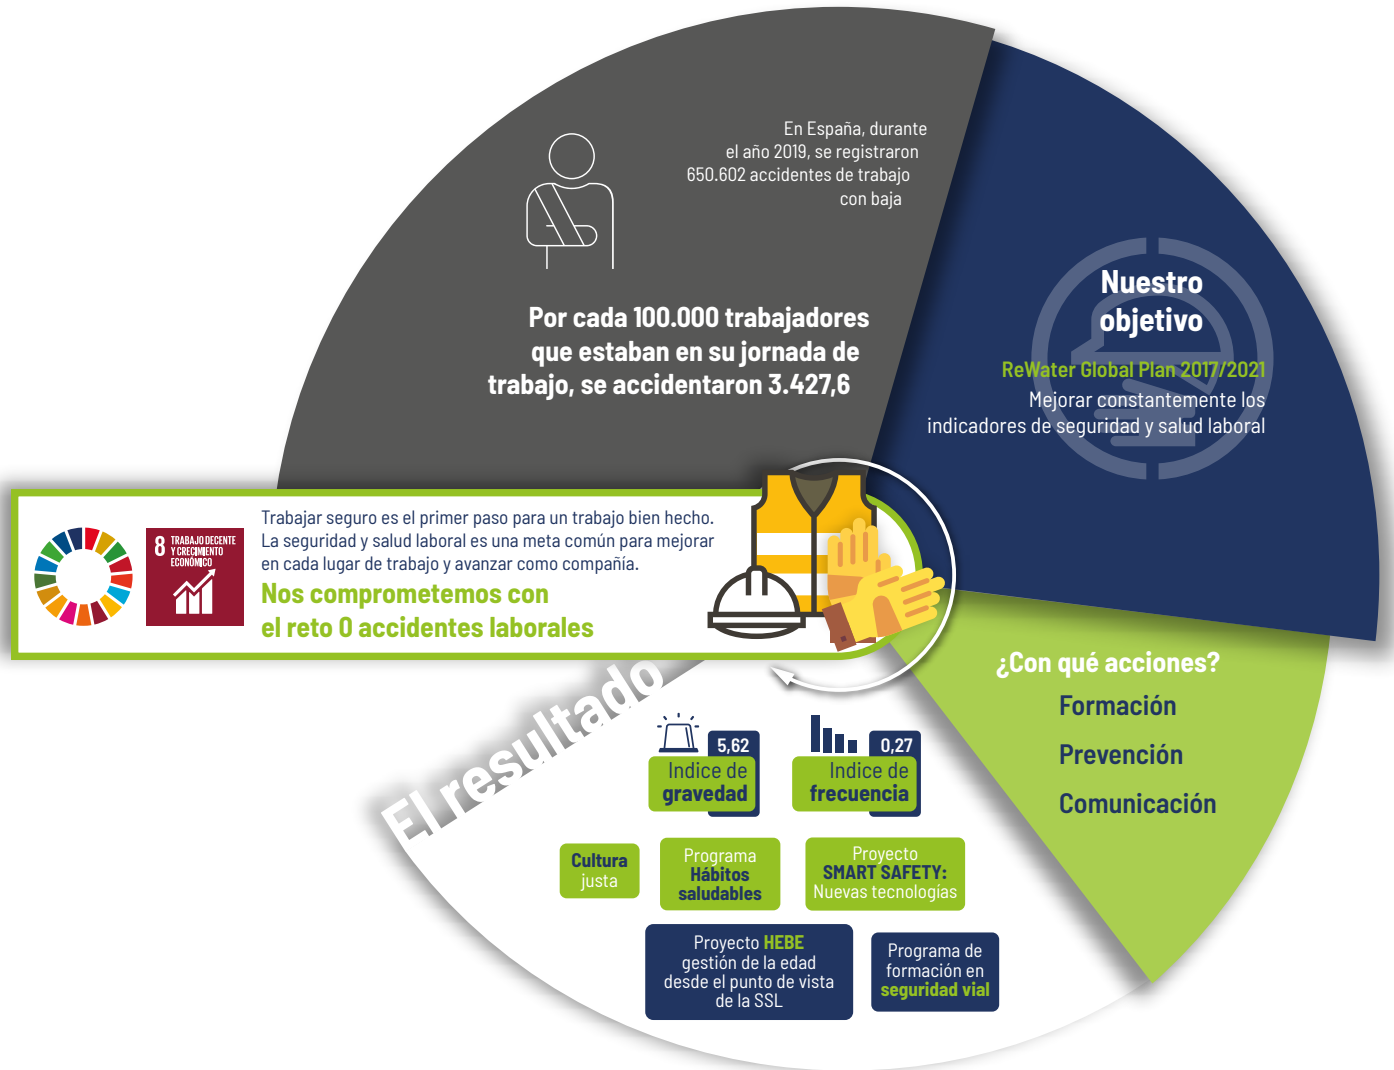 En España, durante
el año 2019, se registraron
650.602 accidentes de trabajo
con baja
Por cada 100.000 trabajadores
que estaban en su jornada de
trabajo, se accidentaron 3.427,6
Nuestro
objetivo
ReWater Global Plan 2017/2021
Mejorar constantemente los
indicadores de seguridad y salud laboral
8 TRABAJO DECENTE
Y CRECIMIENTO
ECONÓMICO
Trabajar seguro es el primer paso para un trabajo bien hecho.
La seguridad y salud laboral es una meta común para mejorar
en cada lugar de trabajo y avanzar como compañía.
Nos comprometemos con
el reto 0 accidentes laborales
¿Con qué acciones?
Formación
Prevención
Comunicación
El resultado
5,62
Indice de
gravedad
0,27
Indice de
frecuencia
Cultura
justa
Programa
Hábitos
saludables
Proyecto
SMART SAFETY:
Nuevas tecnologías
Proyecto HEBE
gestión de la edad
desde el punto de vista
de la SSL
Programa de
formación en
seguridad vial